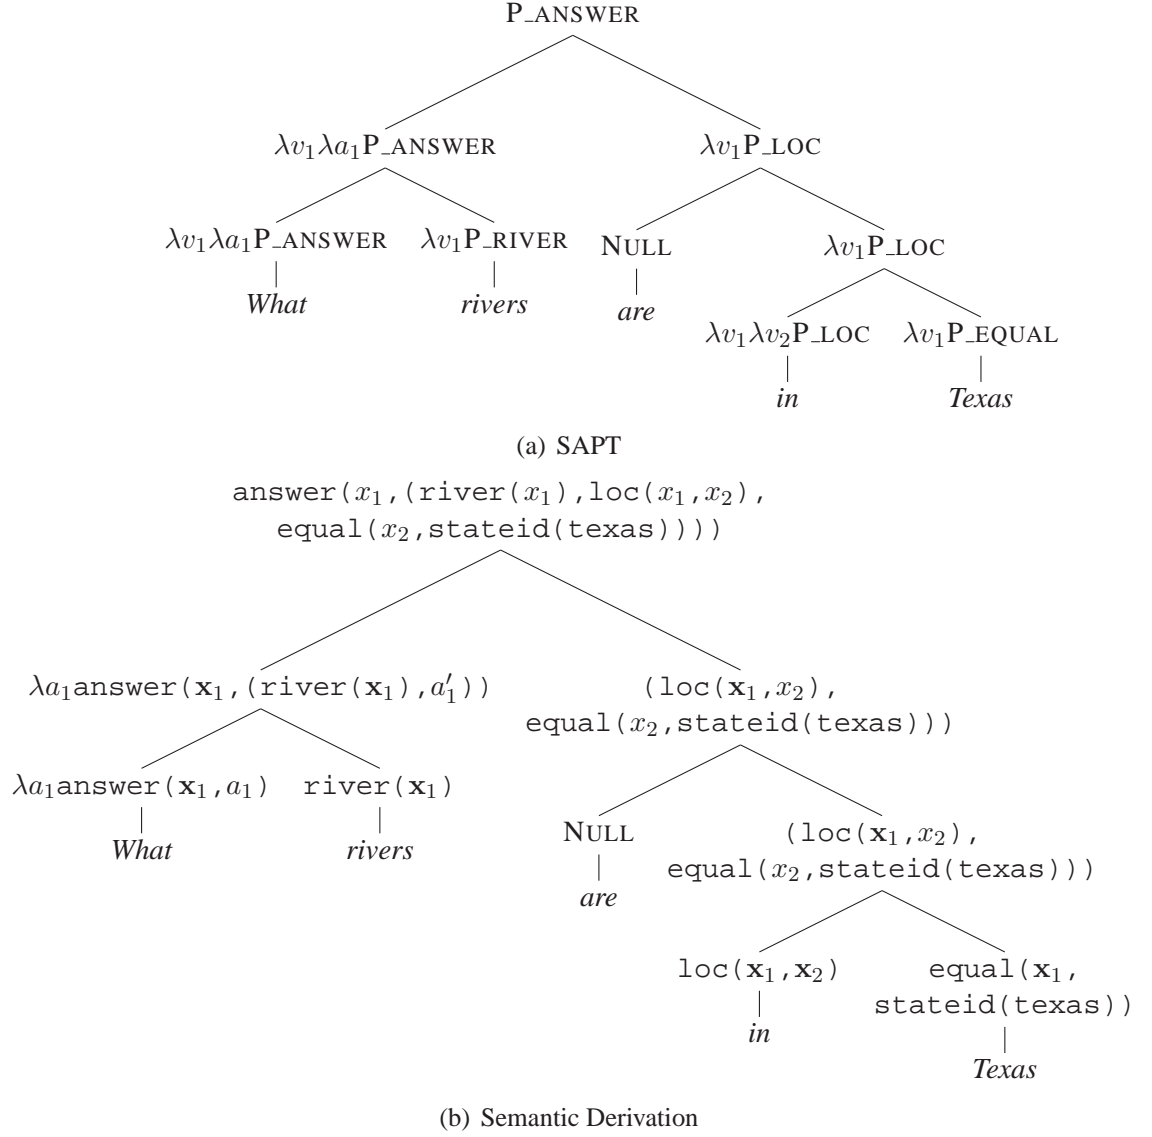 P_ANSWER
λv₁λa₁P_ANSWER λv₁P_LOC
λv₁λa₁P_ANSWER λv₁P_RIVER NULL λv₁P_LOC
What rivers are
λv₁λv₂P_LOC λv₁P_EQUAL
in Texas
(a) SAPT
answer(x₁,(river(x₁),loc(x₁,x₂),
equal(x₂,stateid(texas))))
λa₁answer(x₁,(river(x₁),a′₁)) (loc(x₁,x₂),
equal(x₂,stateid(texas)))
λa₁answer(x₁,a₁) river(x₁)
What rivers NULL (loc(x₁,x₂),
are equal(x₂,stateid(texas)))
loc(x₁,x₂) equal(x₁,
stateid(texas))
in
Texas
(b) Semantic Derivation